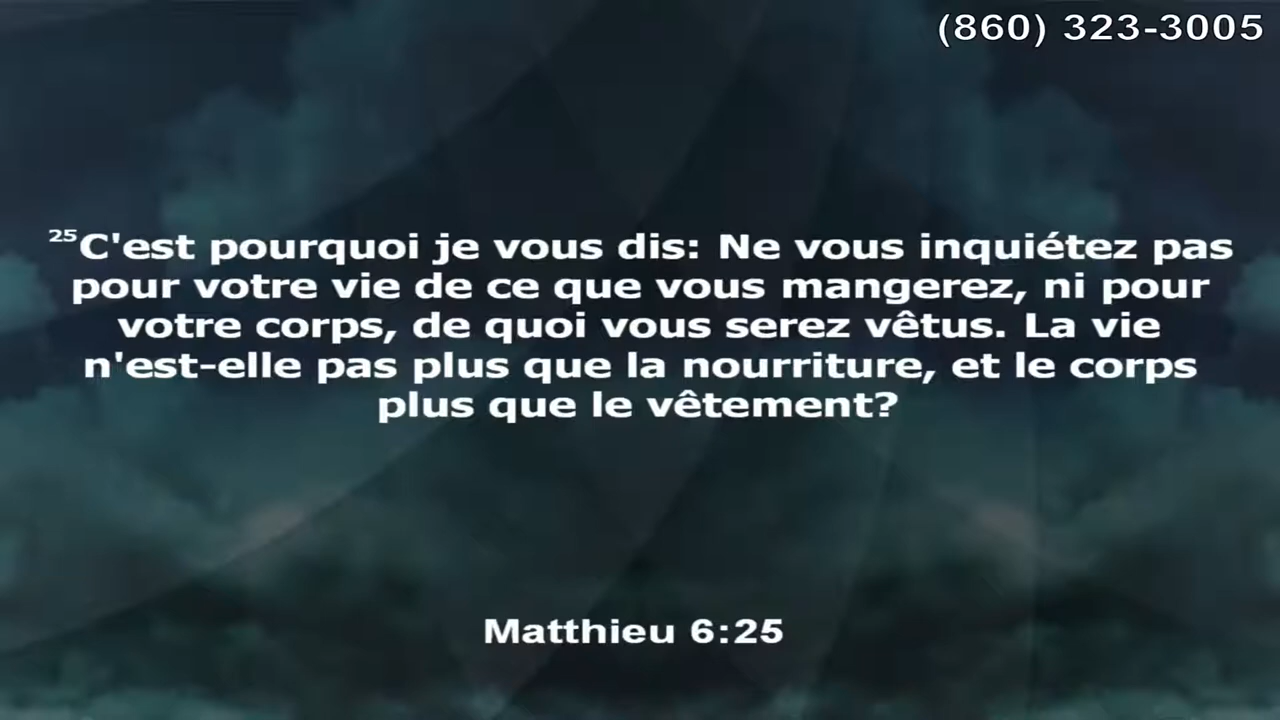 (860) 323-3005
25C'est pourquoi je vous dis: Ne vous inquiétez pas
pour votre vie de ce que vous mangerez, ni pour
votre corps, de quoi vous serez vêtus. La vie
n'est-elle pas plus que la nourriture, et le corps
plus que le vêtement?
Matthieu 6:25